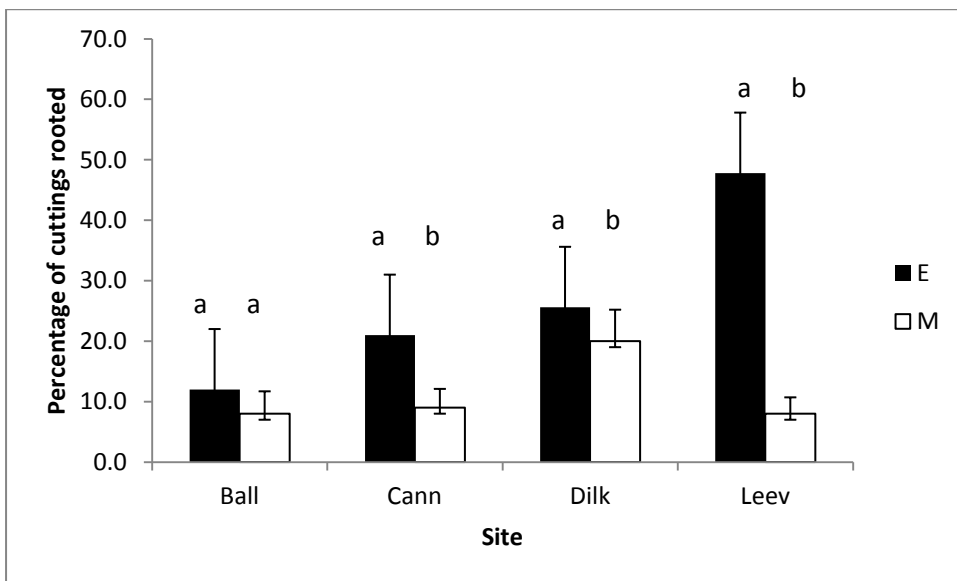 70.0
60.0
50.0
40.0
30.0
20.0
10.0
0.0
Percentage of cuttings rooted
a a
a b
a b
a b
Ball Cann Dilk Leev
Site
E
M